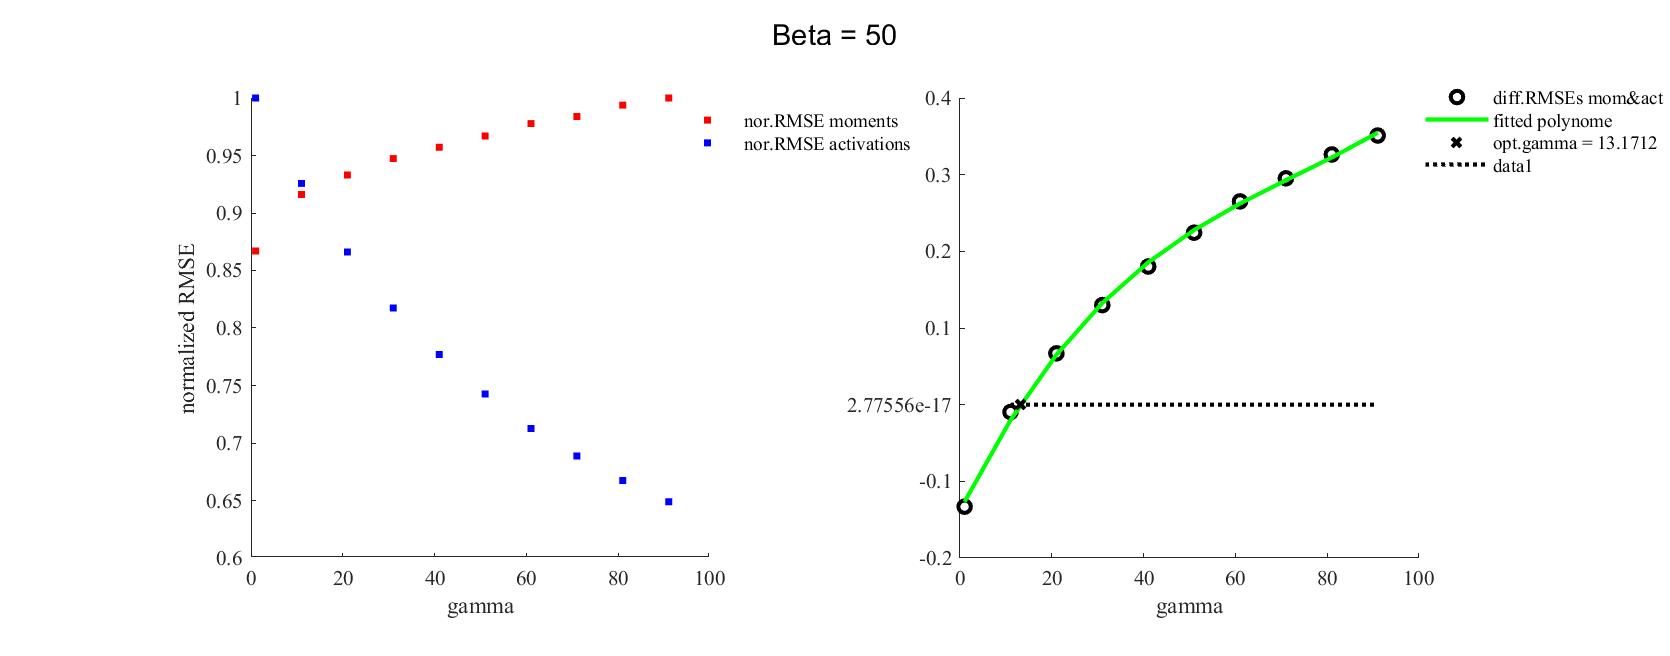 Beta = 50
1
0.95
0.9
0.85
0.8
0.75
0.7
0.65
0.6
normalized RMSE
0 20 40 60 80 100
gamma
nor.RMSE moments
nor.RMSE activations
0.4
0.3
0.2
0.1
2.77556e-17
-0.1
-0.2
0 20 40 60 80 100
gamma
diff.RMSEs mom&act
fitted polynome
opt.gamma = 13.1712
data1